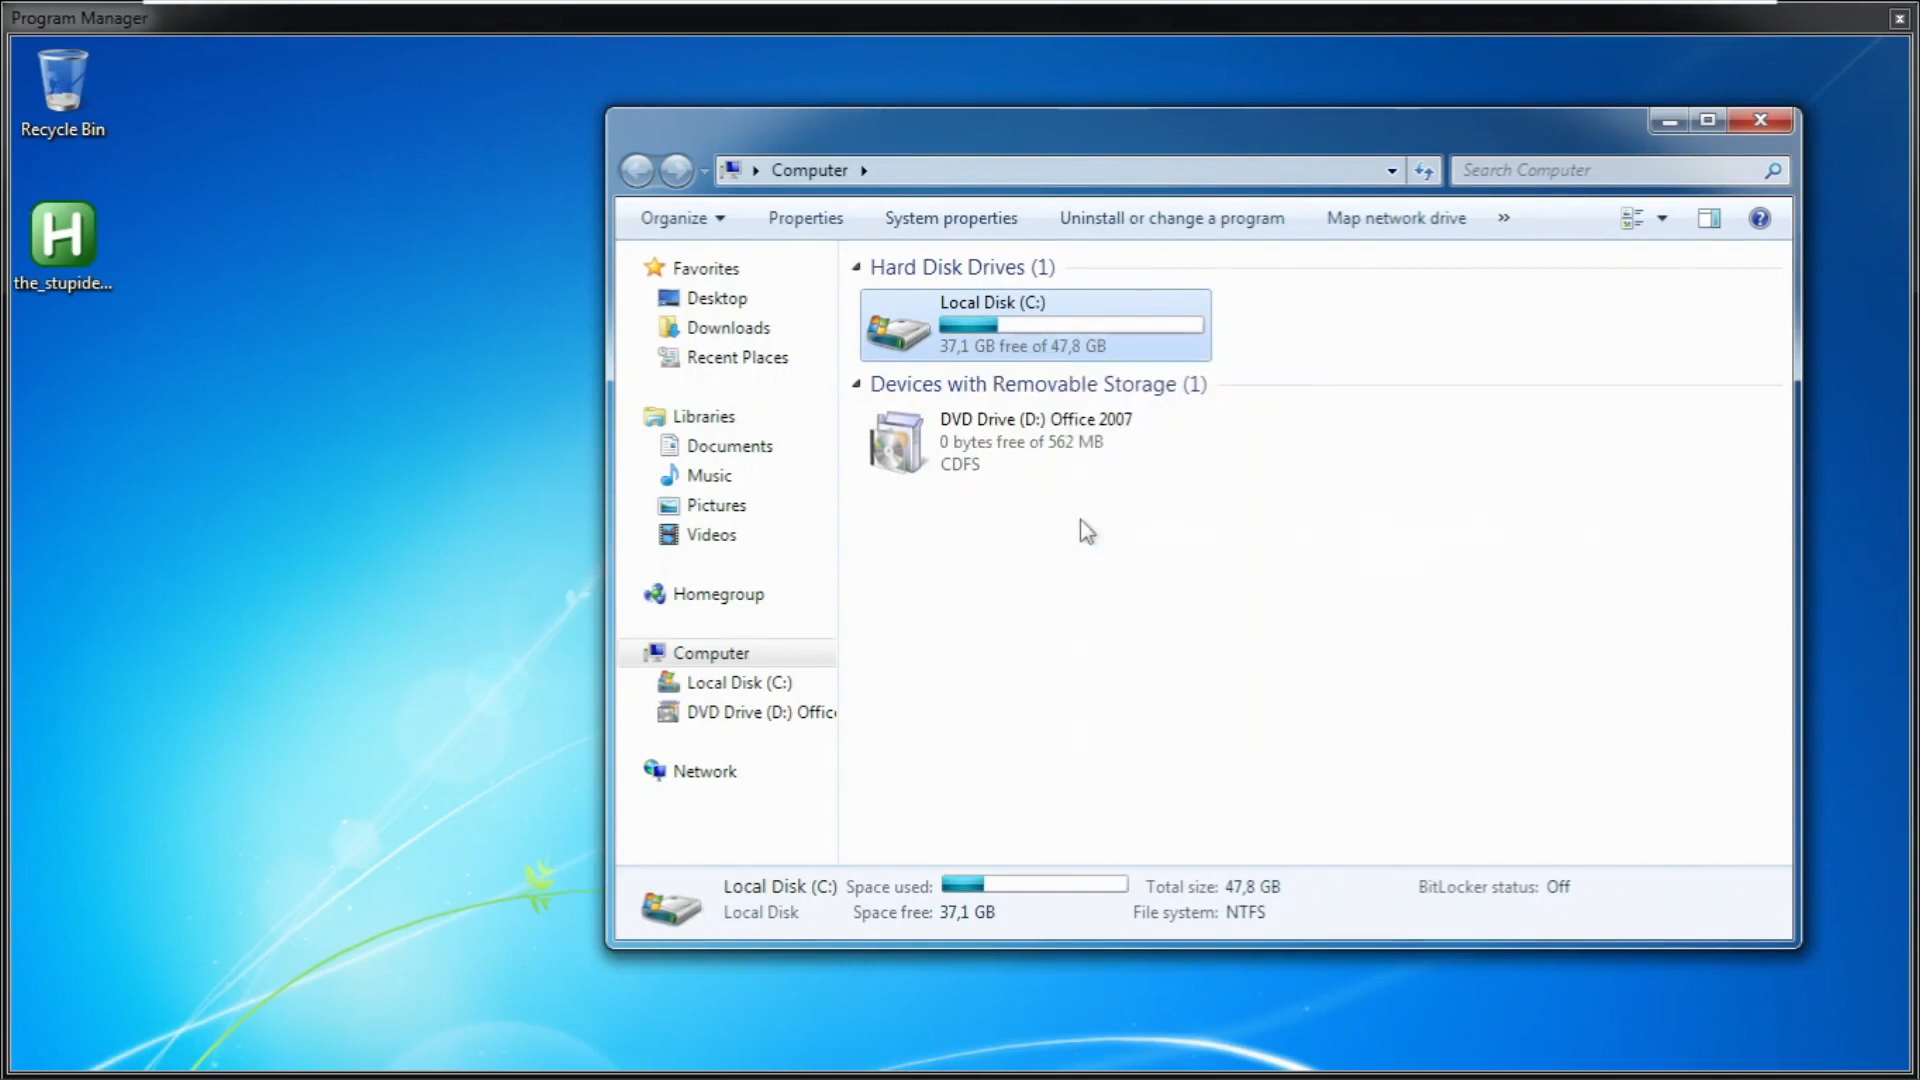 Program Manager
Recycle Bin
H
the_stupide...
Computer
Search Computer
Organize
Properties
System properties
Uninstall or change a program
Map network drive
»
Favorites
Desktop
Downloads
Recent Places
Libraries
Documents
Music
Pictures
Videos
Homegroup
Computer
Local Disk (C:)
DVD Drive (D:) Offic
Network
Hard Disk Drives (1)
Local Disk (C:)
37,1 GB free of 47,8 GB
Devices with Removable Storage (1)
DVD Drive (D:) Office 2007
0 bytes free of 562 MB
CDFS
Local Disk (C:) Space used: Total size: 47,8 GB BitLocker status: Off
Local Disk Space free: 37,1 GB File system: NTFS